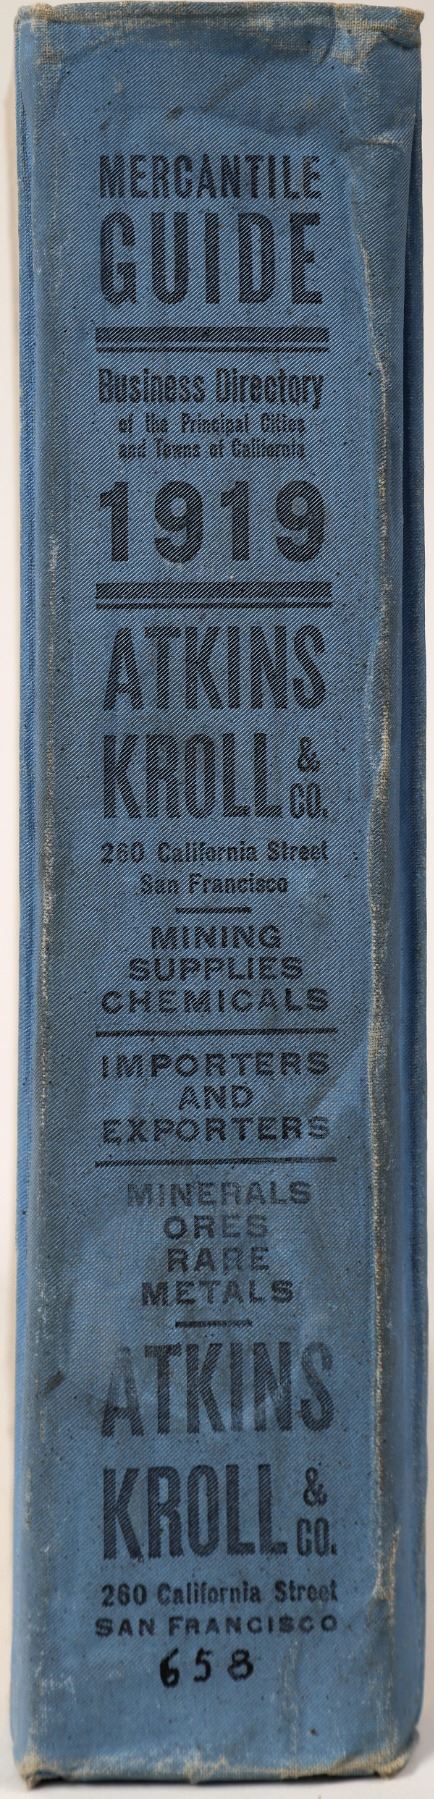 MERCANTILE
GUIDE
Business Directory
of the Principal Cities
and Towns of California
1919
ATKINS
KROLL & CO.
260 California Street
San Francisco
MINING
SUPPLIES
CHEMICALS
IMPORTERS
AND
EXPORTERS
MINERALS
ORES
RARE
METALS
ATKINS
KROLL & CO.
260 California Street
SAN FRANCISCO
658